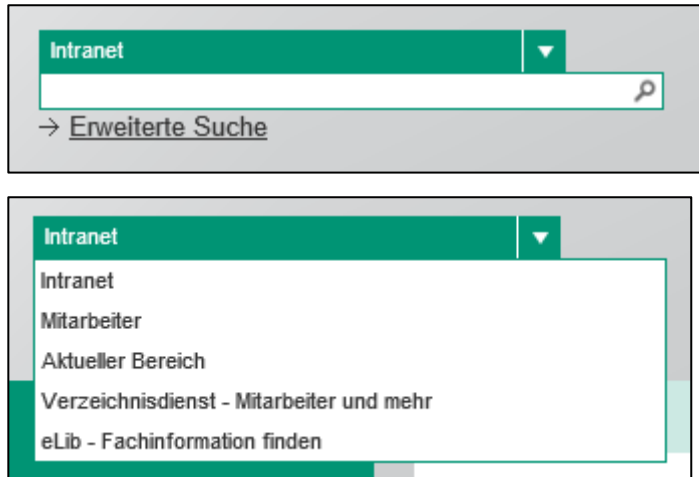 Intranet
→ Erweiterte Suche
Intranet
Intranet
Mitarbeiter
Aktueller Bereich
Verzeichnisdienst - Mitarbeiter und mehr
eLib - Fachinformation finden